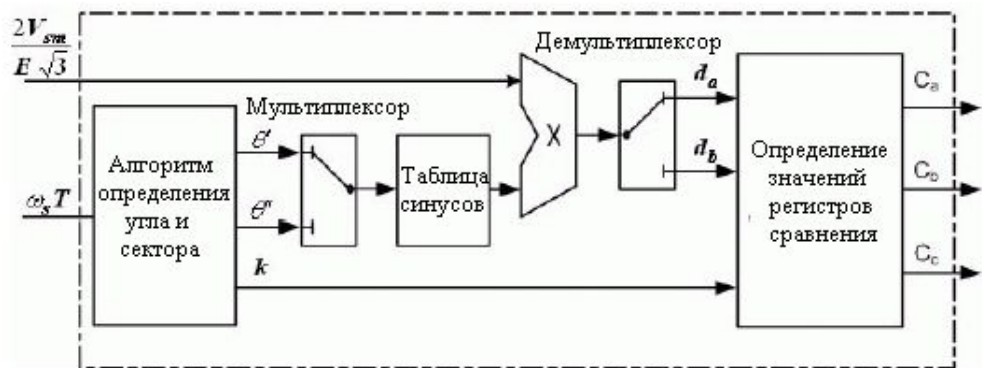 2V_sm
E √3
Демультиплексор
Мультиплексор
d_a
C_a
Алгоритм
определения
угла и
сектора
θ'
θ''
Таблица
синусов
X
d_b
Определение
значений
регистров
сравнения
C_b
ω_s T
k
C_c